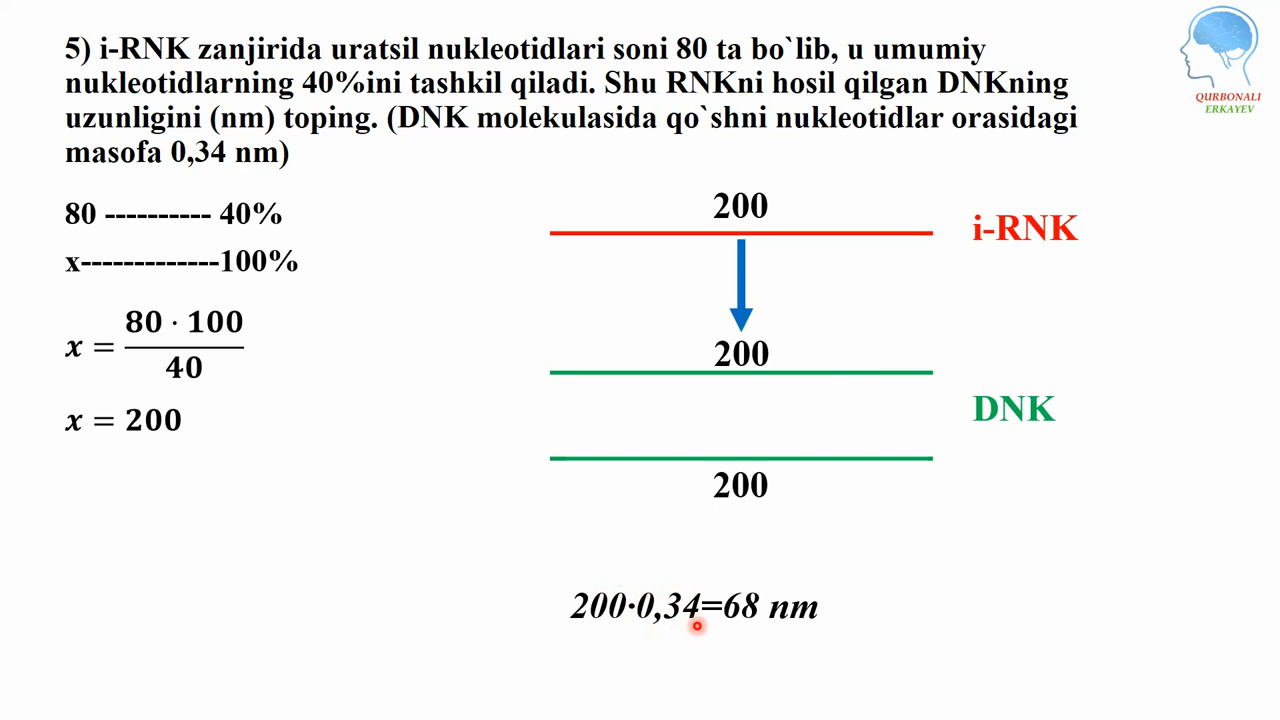 5) i-RNK zanjirida uratsil nukleotidlari soni 80 ta bo`lib, u umumiy
nukleotidlarning 40%ini tashkil qiladi. Shu RNKni hosil qilgan DNKning
uzunligini (nm) toping. (DNK molekulasida qo`shni nukleotidlar orasidagi
masofa 0,34 nm)
QURBONALI
ERKAYEV
80 ---------- 40%
x-------------100%
x = 80 · 100 / 40
x = 200
200
i-RNK
200
DNK
200
200·0,34=68 nm